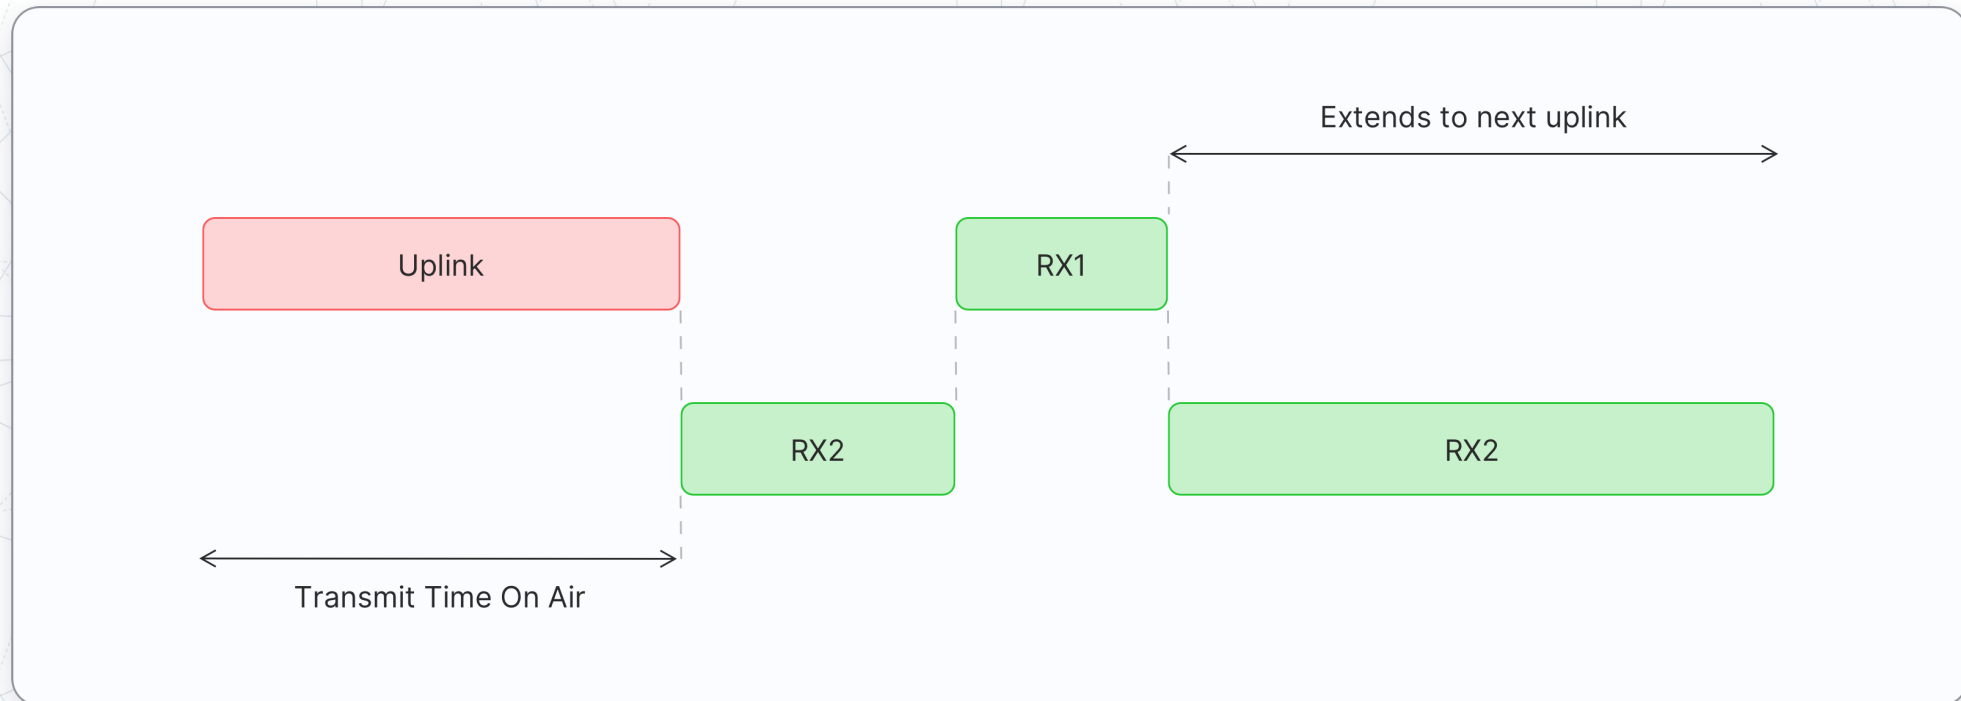 Extends to next uplink
Uplink
RX1
RX2
RX2
Transmit Time On Air